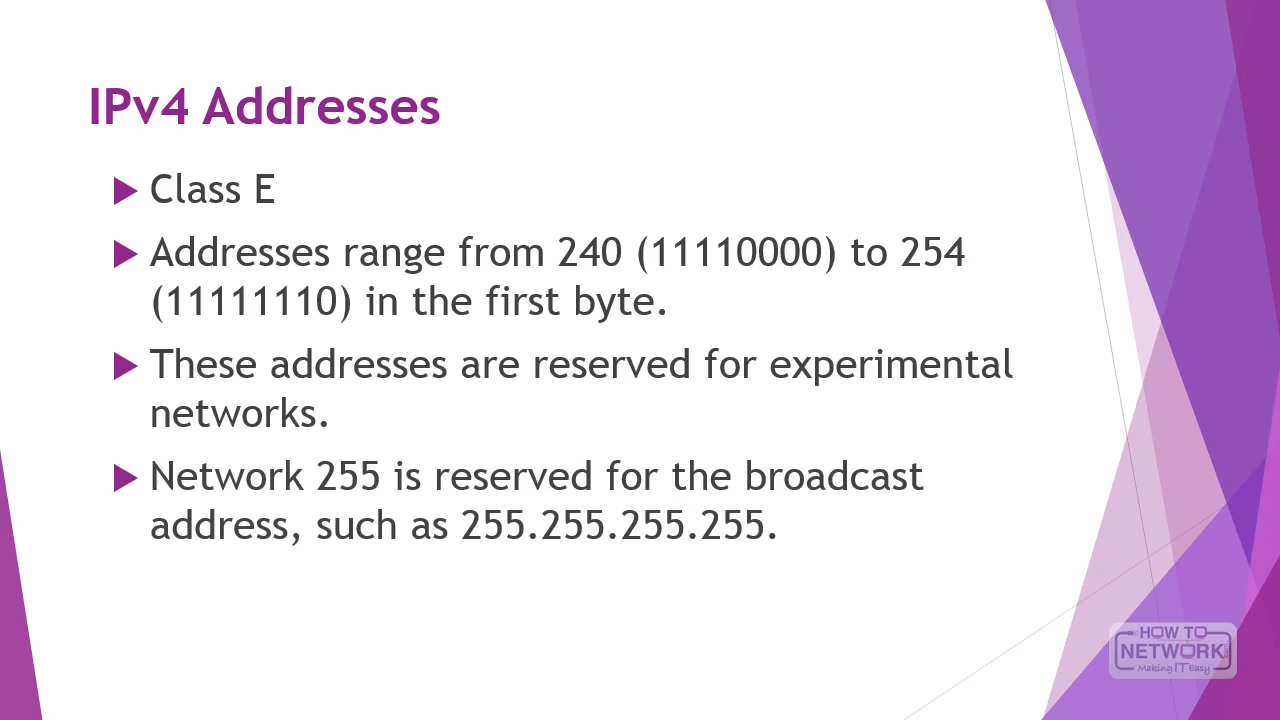 IPv4 Addresses
Class E
Addresses range from 240 (11110000) to 254
(11111110) in the first byte.
These addresses are reserved for experimental
networks.
Network 255 is reserved for the broadcast
address, such as 255.255.255.255.
HOW TO
NETWORK
Making IT Easy